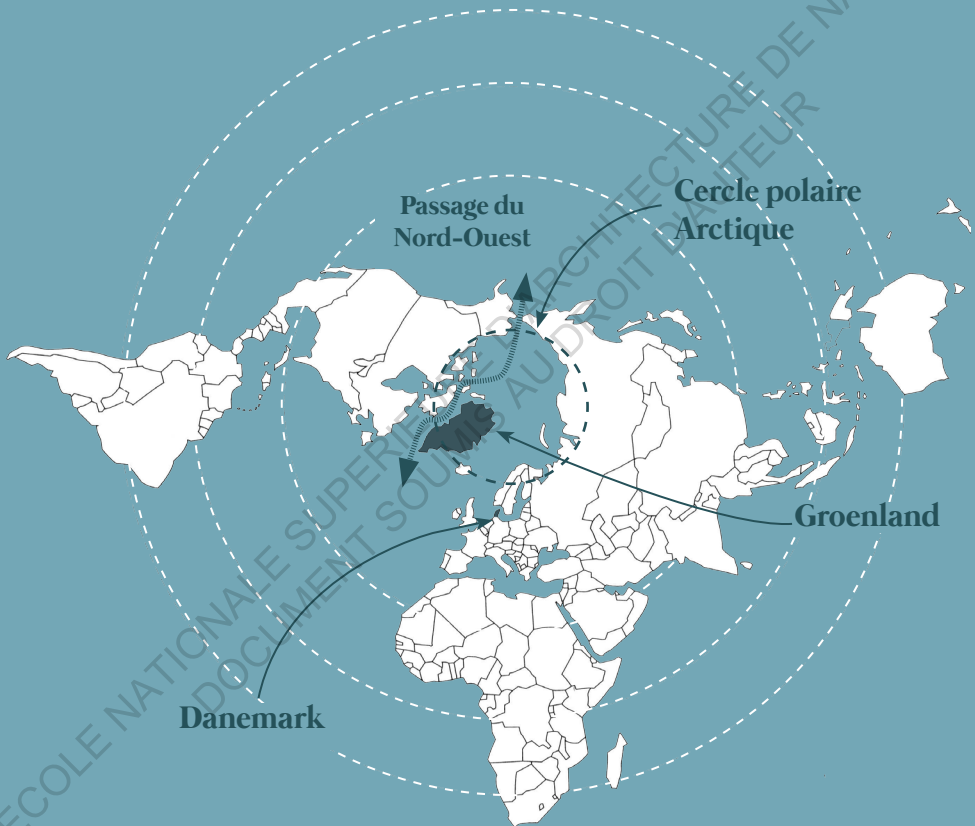 Passage du
Nord-Ouest
Cercle polaire
Arctique
Groenland
Danemark
ECOLE NATIONALE SUPERIEURE D'ARCHITECTURE DE
DOCUMENT SOUMIS AU DROIT D'AUTEUR